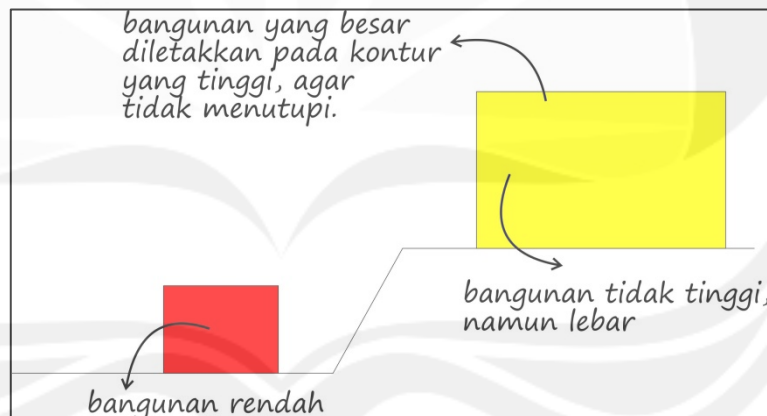 bangunan yang besar
diletakkan pada kontur
yang tinggi, agar
tidak menutupi.
bangunan tidak tinggi,
namun lebar
bangunan rendah